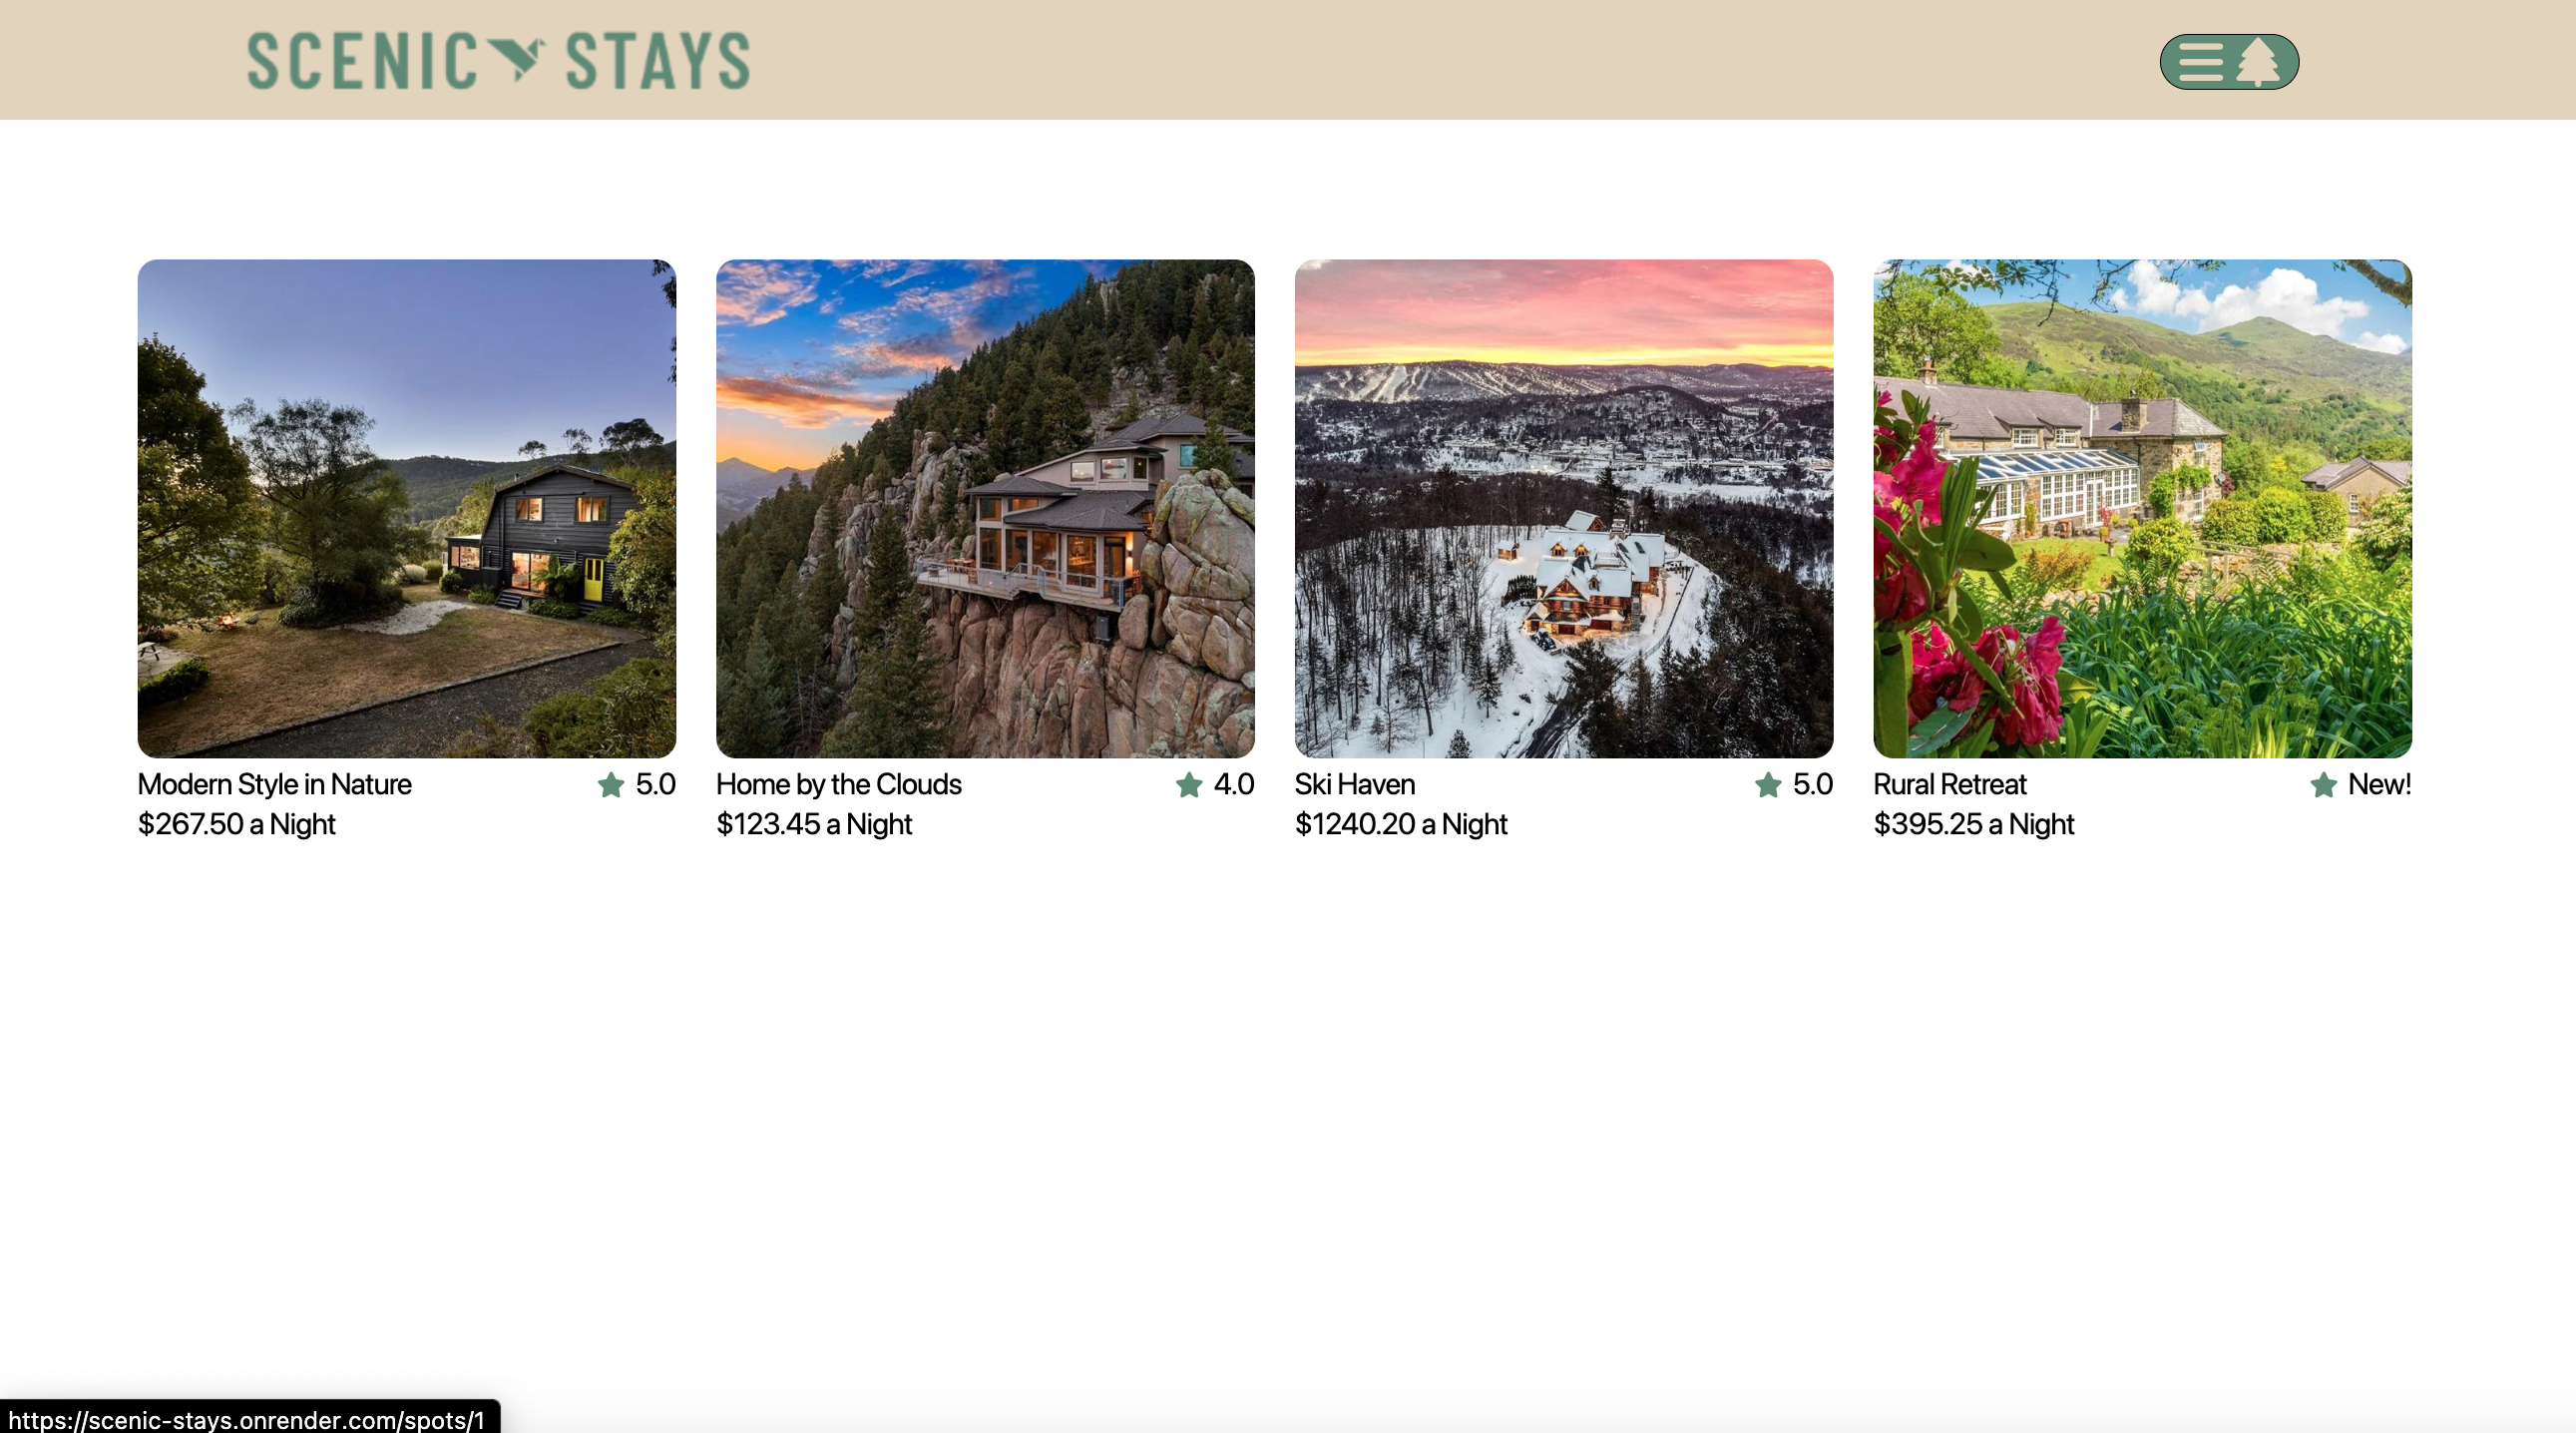 SCENIC STAYS
Modern Style in Nature 5.0
$267.50 a Night
Home by the Clouds 4.0
$123.45 a Night
Ski Haven 5.0
$1240.20 a Night
Rural Retreat New!
$395.25 a Night
https://scenic-stays.onrender.com/spots/1